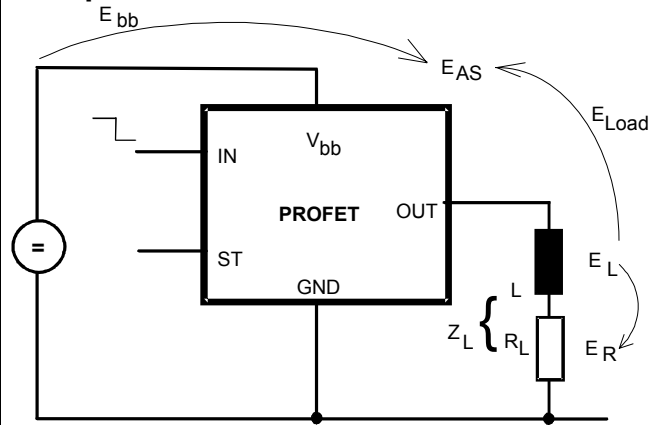 E bb
E AS
E Load
V bb
IN
PROFET
OUT
=
ST
GND
L
E L
Z L { R L
E R